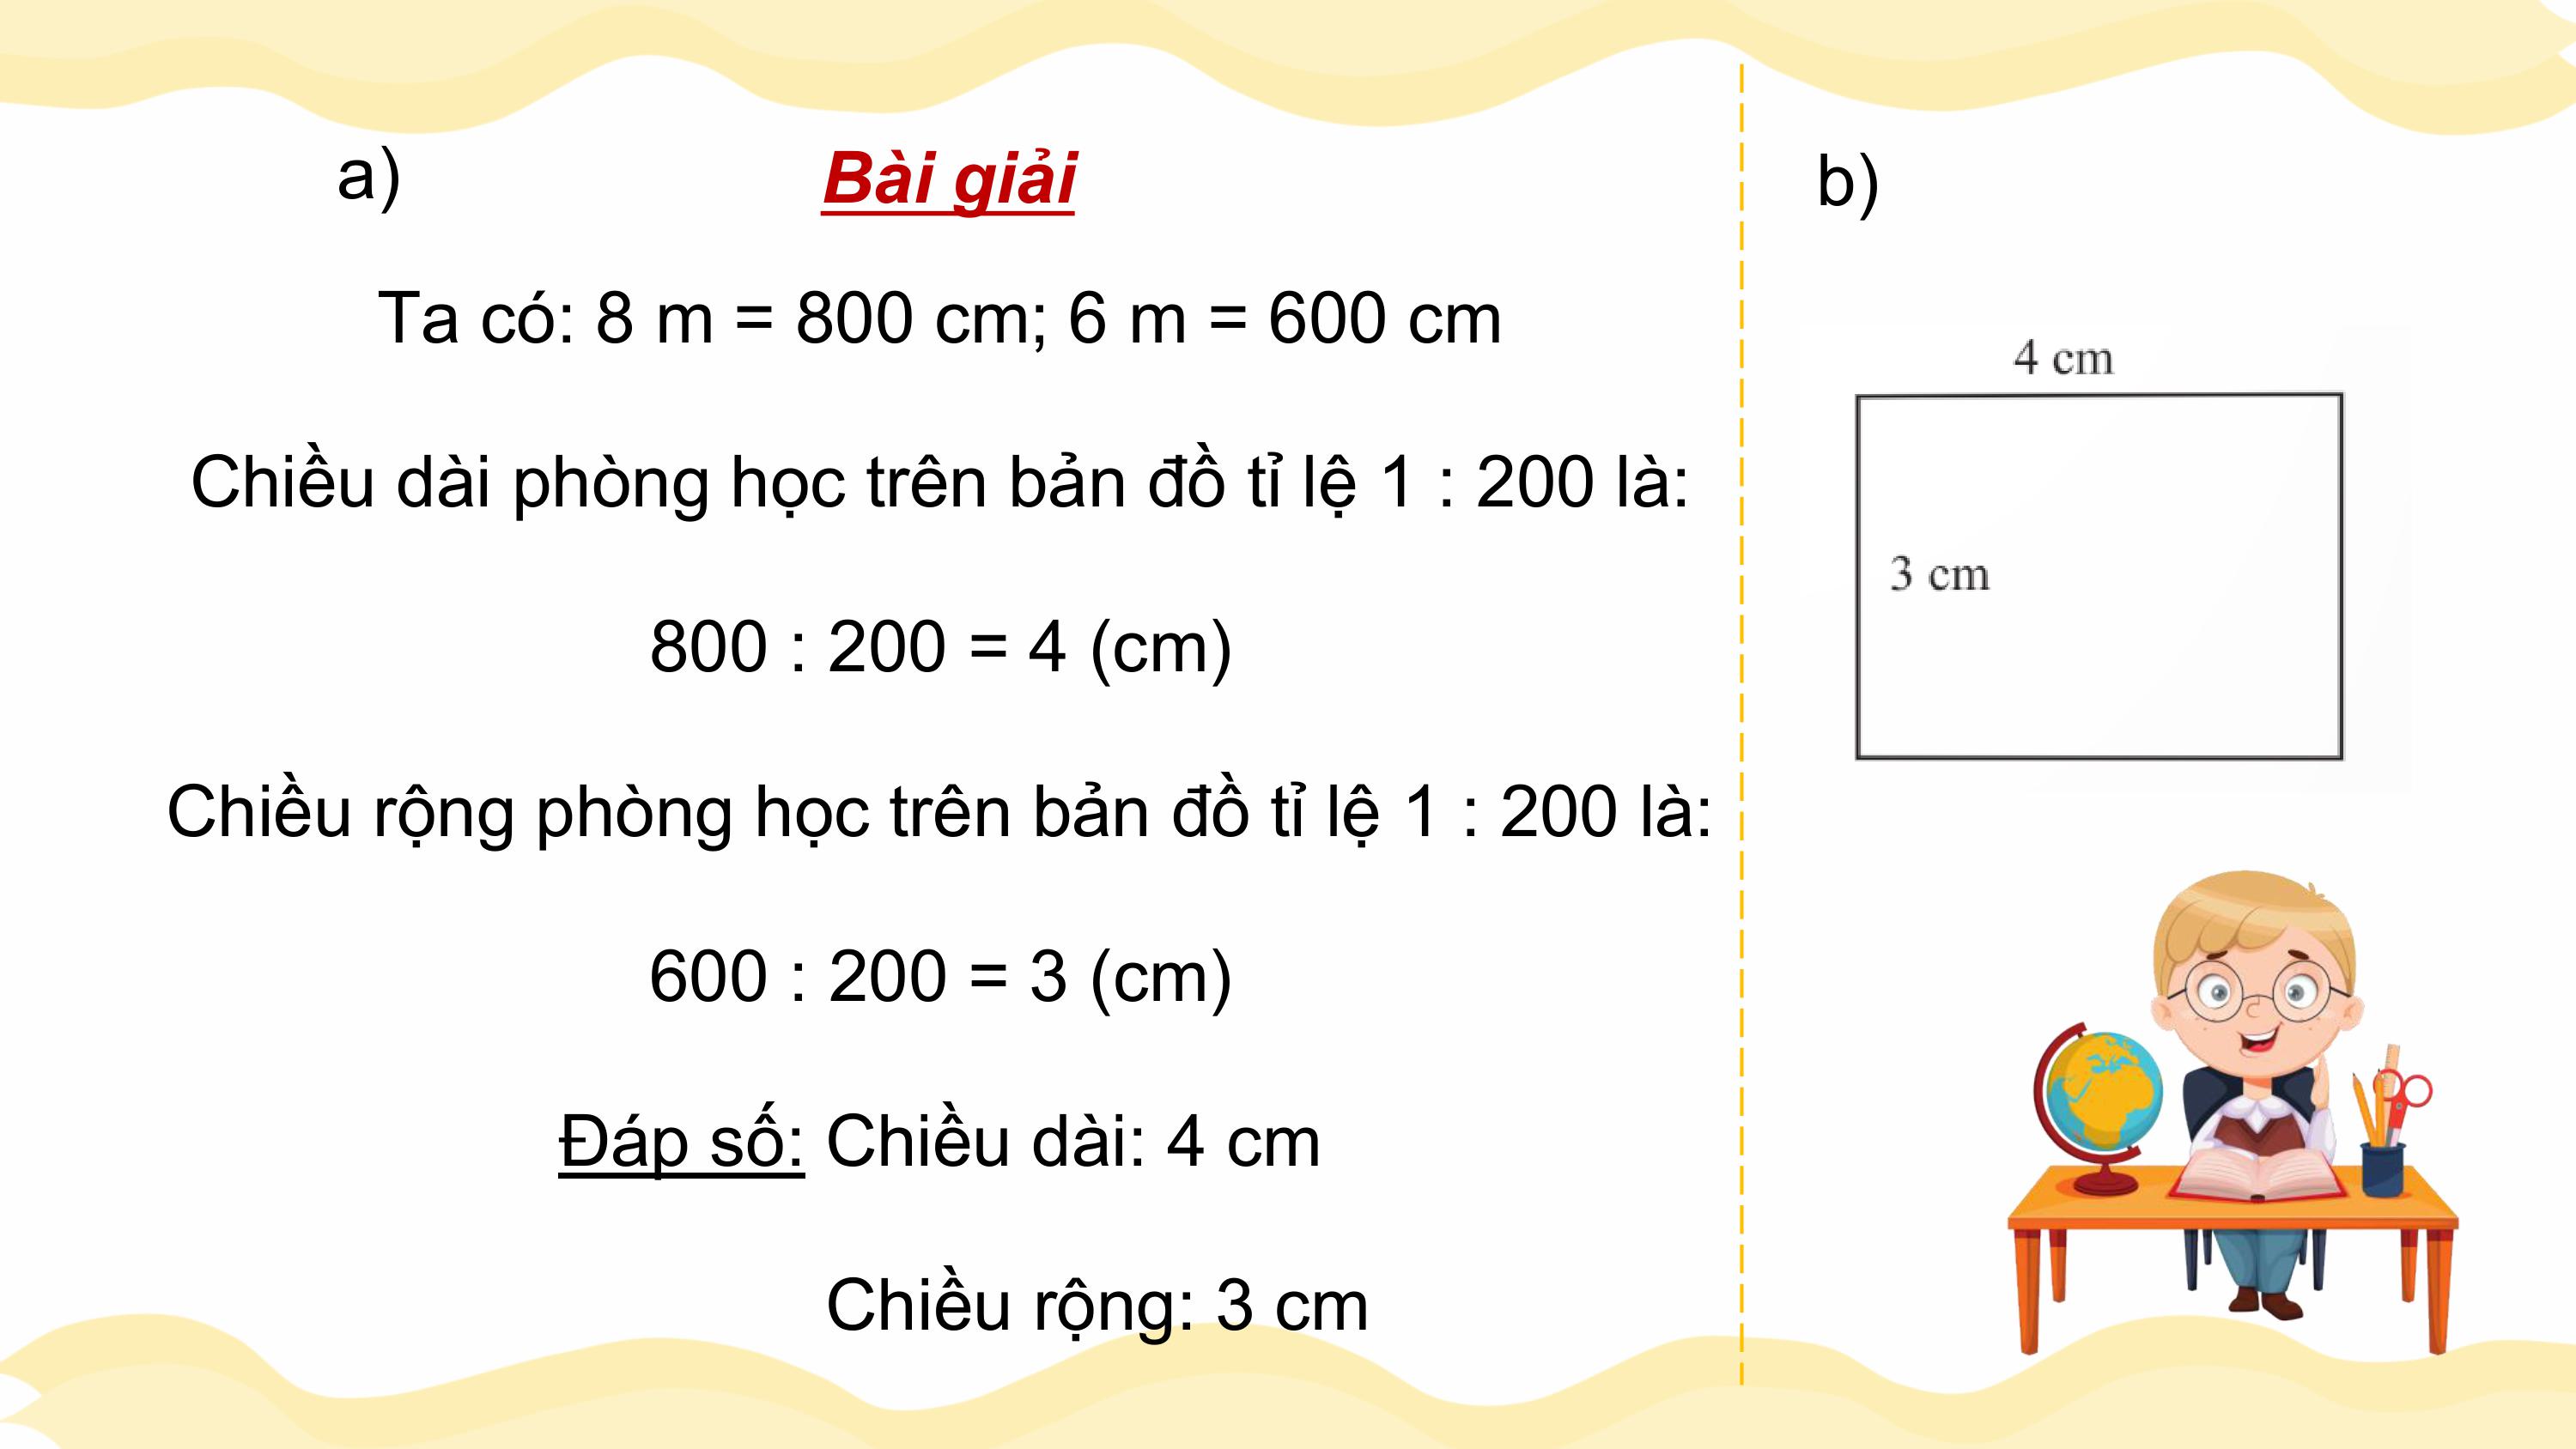 a)
Bài giải
Ta có: 8 m = 800 cm; 6 m = 600 cm
Chiều dài phòng học trên bản đồ tỉ lệ 1 : 200 là:
800 : 200 = 4 (cm)
Chiều rộng phòng học trên bản đồ tỉ lệ 1 : 200 là:
600 : 200 = 3 (cm)
Đáp số: Chiều dài: 4 cm
Chiều rộng: 3 cm
b)
4 cm
3 cm